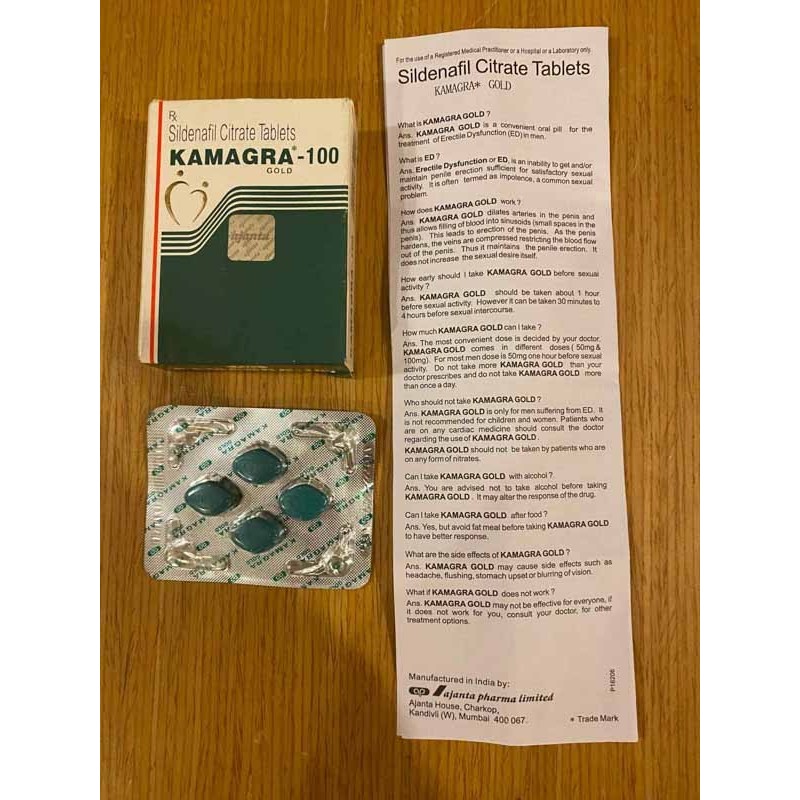 Rx
Sildenafil Citrate Tablets
KAMAGRA®-100
GOLD
ajanta
KAMAGRA
KAMAGRA
KAMAGRA
For the use of a Registered Medical Practitioner or a Hospital or a Laboratory only.
Sildenafil Citrate Tablets
KAMAGRA* GOLD
What is KAMAGRA GOLD ?
Ans. KAMAGRA GOLD is a convenient oral pill for the
treatment of Erectile Dysfunction (ED) in men.
What is ED ?
Ans. Erectile Dysfunction or ED, is an inability to get and/or
maintain penile erection sufficient for satisfactory sexual
activity. It is often termed as impotence, a common sexual
problem.
How does KAMAGRA GOLD work ?
Ans. KAMAGRA GOLD dilates arteries in the penis and
thus allows filling of blood into sinusoids (small spaces in the
penis). This leads to erection of the penis. As the penis
hardens, the veins are compressed restricting the blood flow
out of the penis. Thus it maintains the penile erection. It
does not increase the sexual desire itself.
How early should I take KAMAGRA GOLD before sexual
activity ?
Ans. KAMAGRA GOLD should be taken about 1 hour
before sexual activity. However it can be taken 30 minutes to
4 hours before sexual intercourse.
How much KAMAGRA GOLD can I take ?
Ans. The most convenient dose is decided by your doctor.
KAMAGRA GOLD comes in different doses ( 50mg &
100mg). For most men dose is 50mg one hour before sexual
activity. Do not take more KAMAGRA GOLD than your
doctor prescribes and do not take KAMAGRA GOLD more
than once a day.
Who should not take KAMAGRA GOLD ?
Ans. KAMAGRA GOLD is only for men suffering from ED. It
is not recommended for children and women. Patients who
are on any cardiac medicine should consult the doctor
regarding the use of KAMAGRA GOLD .
KAMAGRA GOLD should not be taken by patients who are
on any form of nitrates.
Can I take KAMAGRA GOLD with alcohol ?
Ans. You are advised not to take alcohol before taking
KAMAGRA GOLD . It may alter the response of the drug.
Can I take KAMAGRA GOLD after food ?
Ans. Yes, but avoid fat meal before taking KAMAGRA GOLD
to have better response.
What are the side effects of KAMAGRA GOLD ?
Ans. KAMAGRA GOLD may cause side effects such as
headache, flushing, stomach upset or blurring of vision.
What if KAMAGRA GOLD does not work ?
Ans. KAMAGRA GOLD may not be effective for everyone, if
it does not work for you, consult your doctor, for other
treatment options.
Manufactured in India by:
ap ajanta pharma limited
Ajanta House, Charkop,
Kandivli (W), Mumbai 400 067.
* Trade Mark
P18206